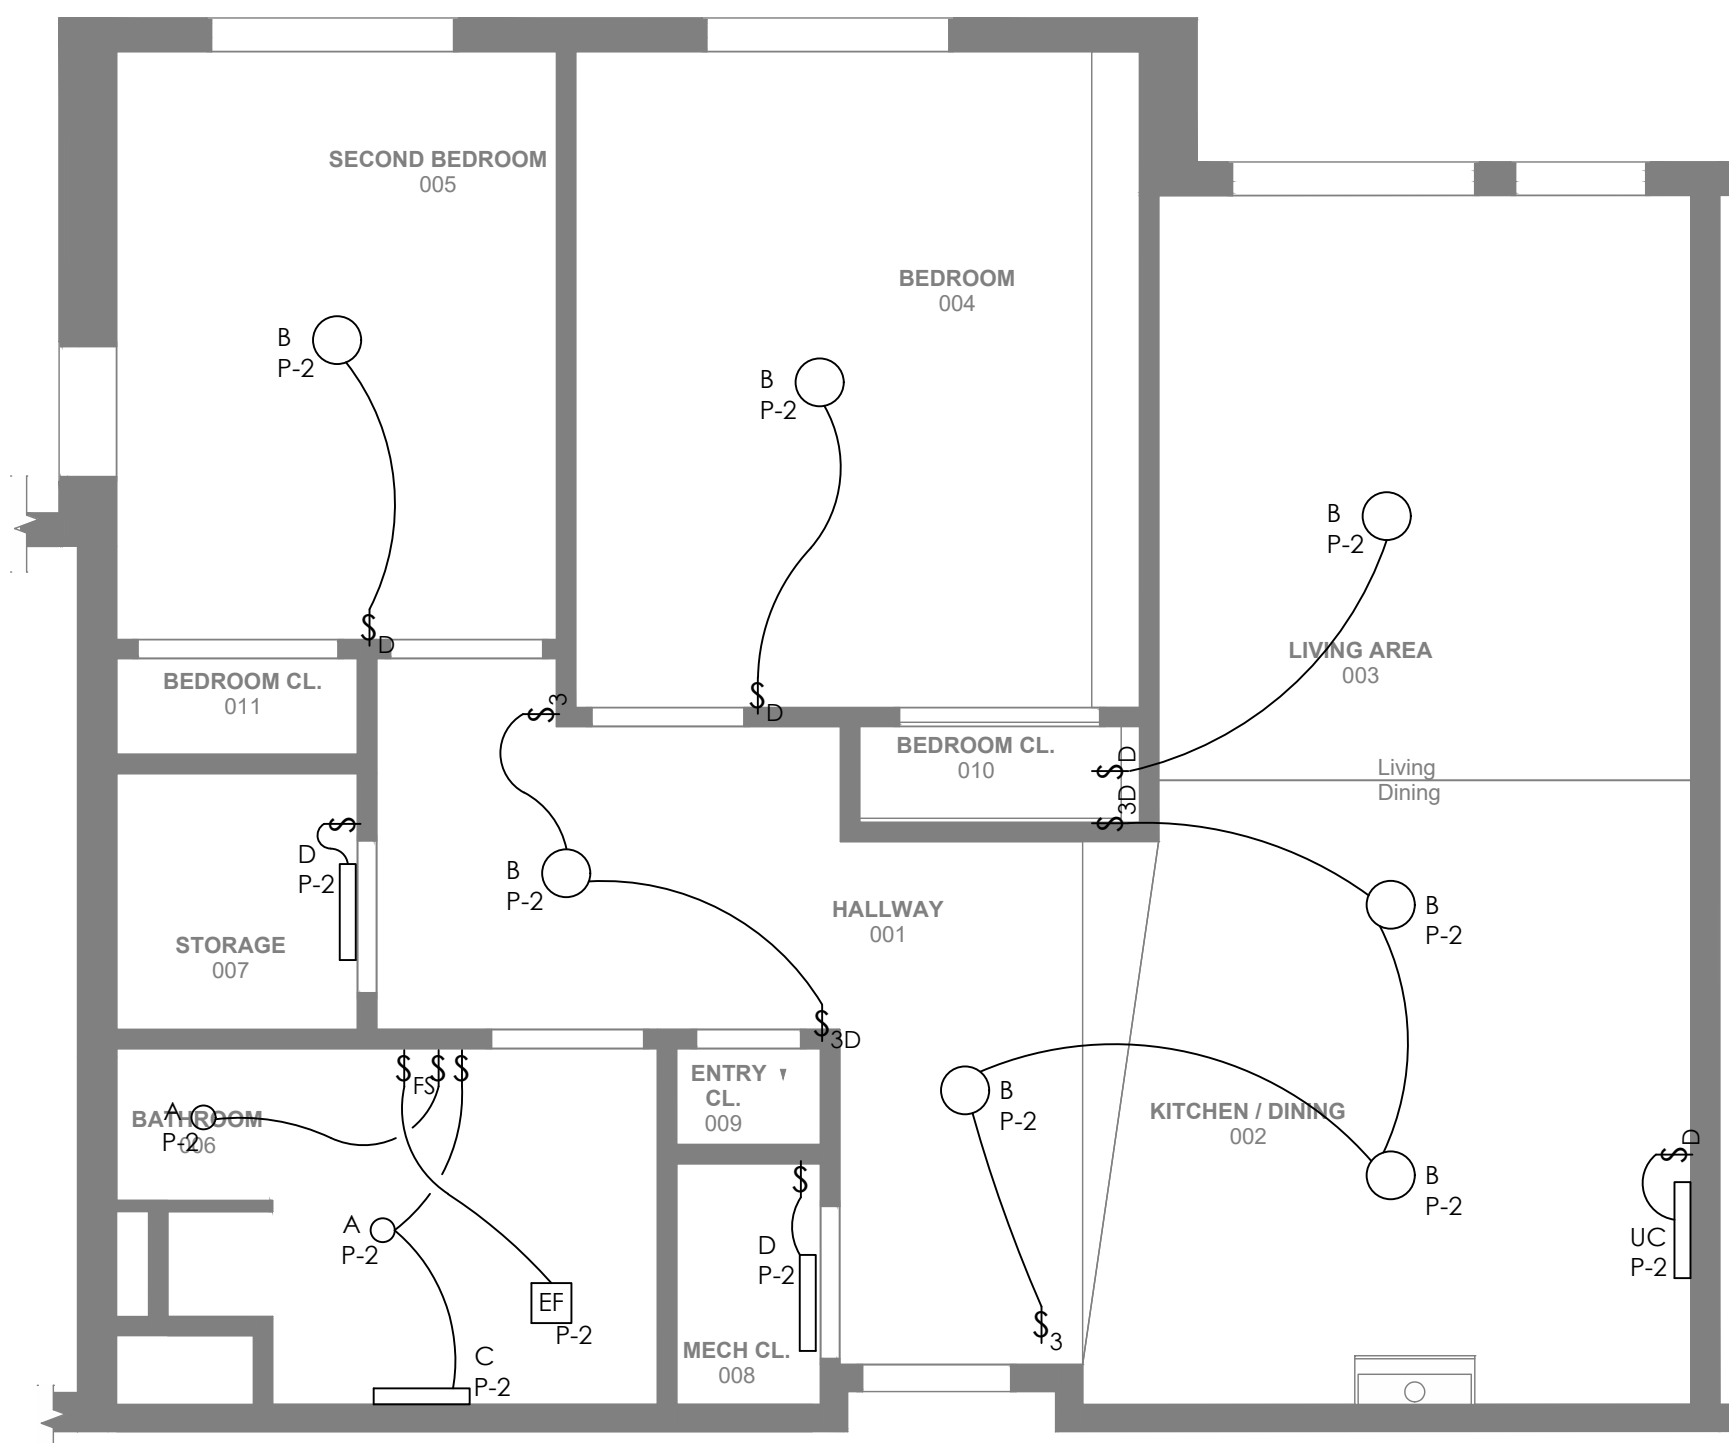 SECOND BEDROOM
005
BEDROOM
004
B
P-2
B
P-2
B
P-2
$D
LIVING AREA
003
BEDROOM CL.
011
$3
$D
BEDROOM CL.
010
$D
Living
Dining
$3D
$
D
P-2
B
P-2
HALLWAY
001
B
P-2
STORAGE
007
$3D
$FS
$
$
ENTRY
CL.
009
B
P-2
KITCHEN / DINING
002
A
P-2
BATHROOM
006
$D
B
P-2
$
A
P-2
D
P-2
UC
P-2
EF
P-2
$3
MECH CL.
008
C
P-2